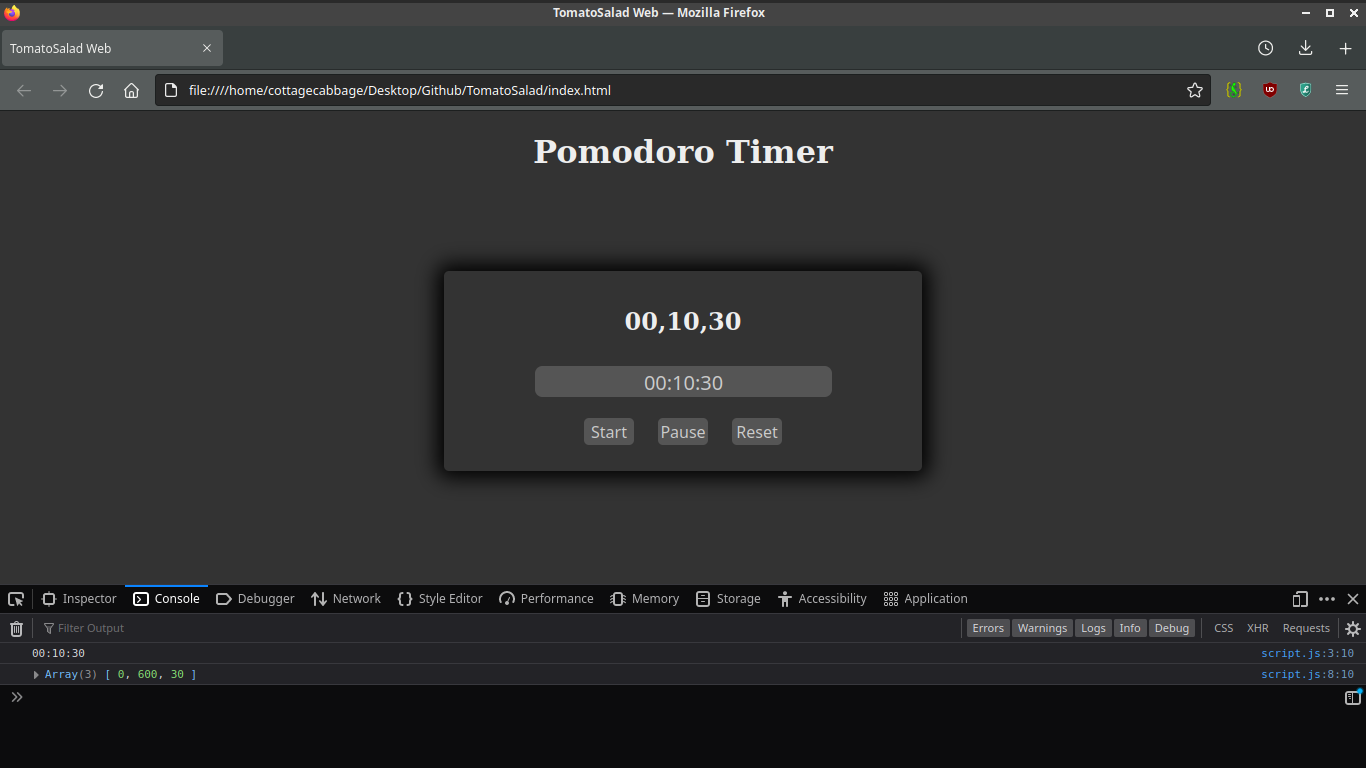 TomatoSalad Web — Mozilla Firefox
TomatoSalad Web
file:////home/cottagecabbage/Desktop/Github/TomatoSalad/index.html
Pomodoro Timer
00,10,30
00:10:30
Start Pause Reset
Inspector Console Debugger Network Style Editor Performance Memory Storage Accessibility Application
Filter Output Errors Warnings Logs Info Debug CSS XHR Requests
00:10:30 script.js:3:10
Array(3) [ 0, 600, 30 ] script.js:8:10